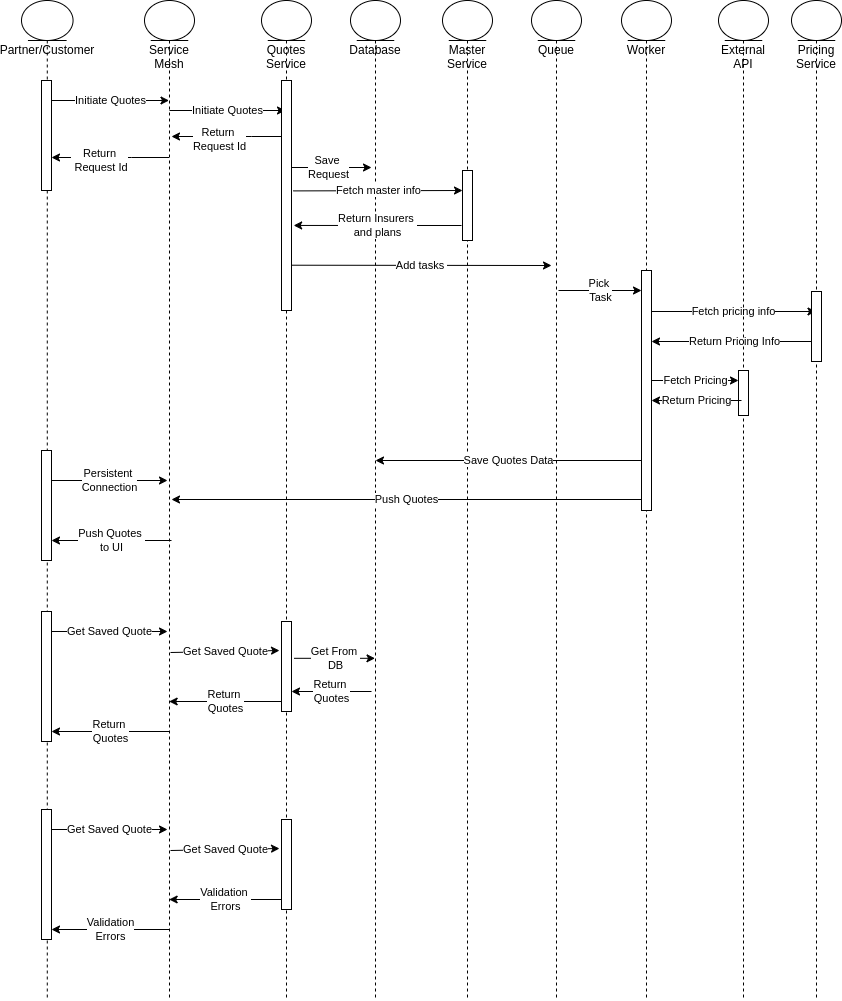 Partner/Customer
Service
Mesh
Quotes
Service
Database
Master
Service
Queue
Worker
External
API
Pricing
Service
Initiate Quotes
Initiate Quotes
Return
Request Id
Return
Request Id
Save
Request
Fetch master info
Return Insurers
and plans
Add tasks
Pick
Task
Fetch pricing info
Return Pricing Info
Fetch Pricing
Return Pricing
Save Quotes Data
Persistent
Connection
Push Quotes
Push Quotes
to UI
Get Saved Quote
Get Saved Quote
Get From
DB
Return
Quotes
Return
Quotes
Return
Quotes
Get Saved Quote
Get Saved Quote
Validation
Errors
Validation
Errors